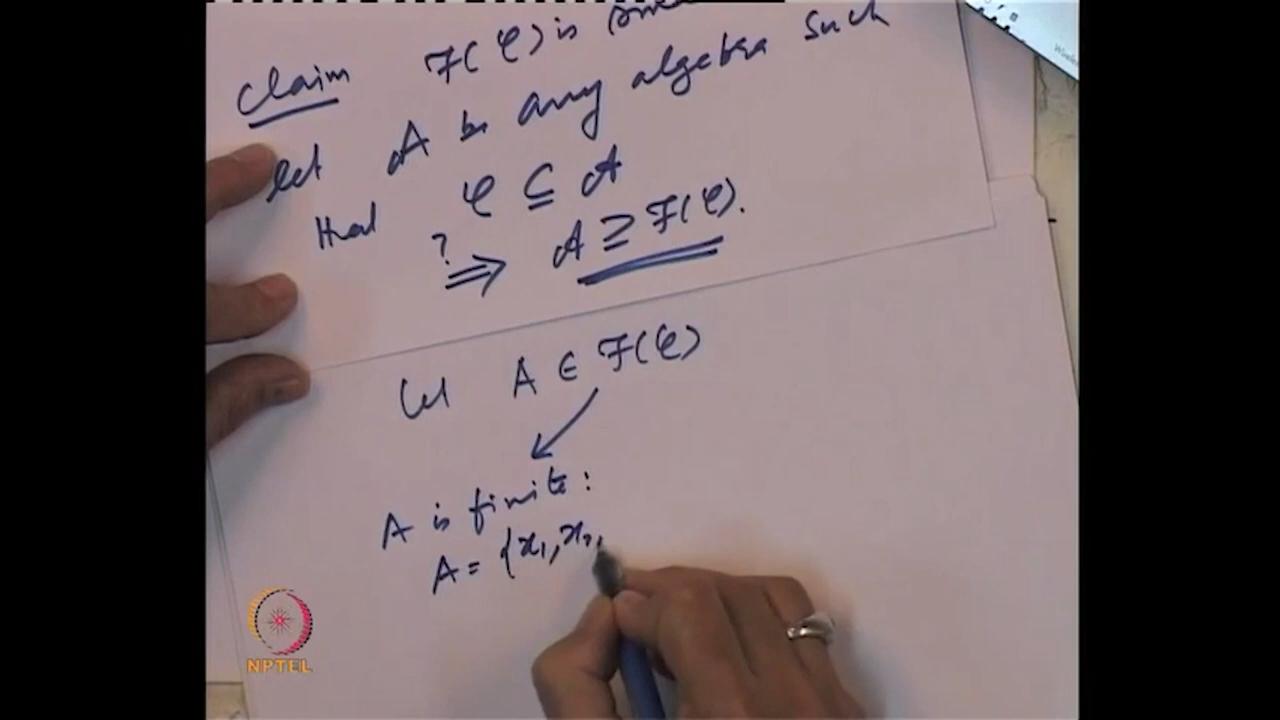 Claim ℱ(𝒞) is
let 𝒜 be any algebra such
that 𝒞 ⊆ 𝒜
? ⟹ 𝒜 ⊇ ℱ(𝒞).
Let A ∈ ℱ(𝒞)
A is finite:
A = {x₁, x₂,
NPTEL